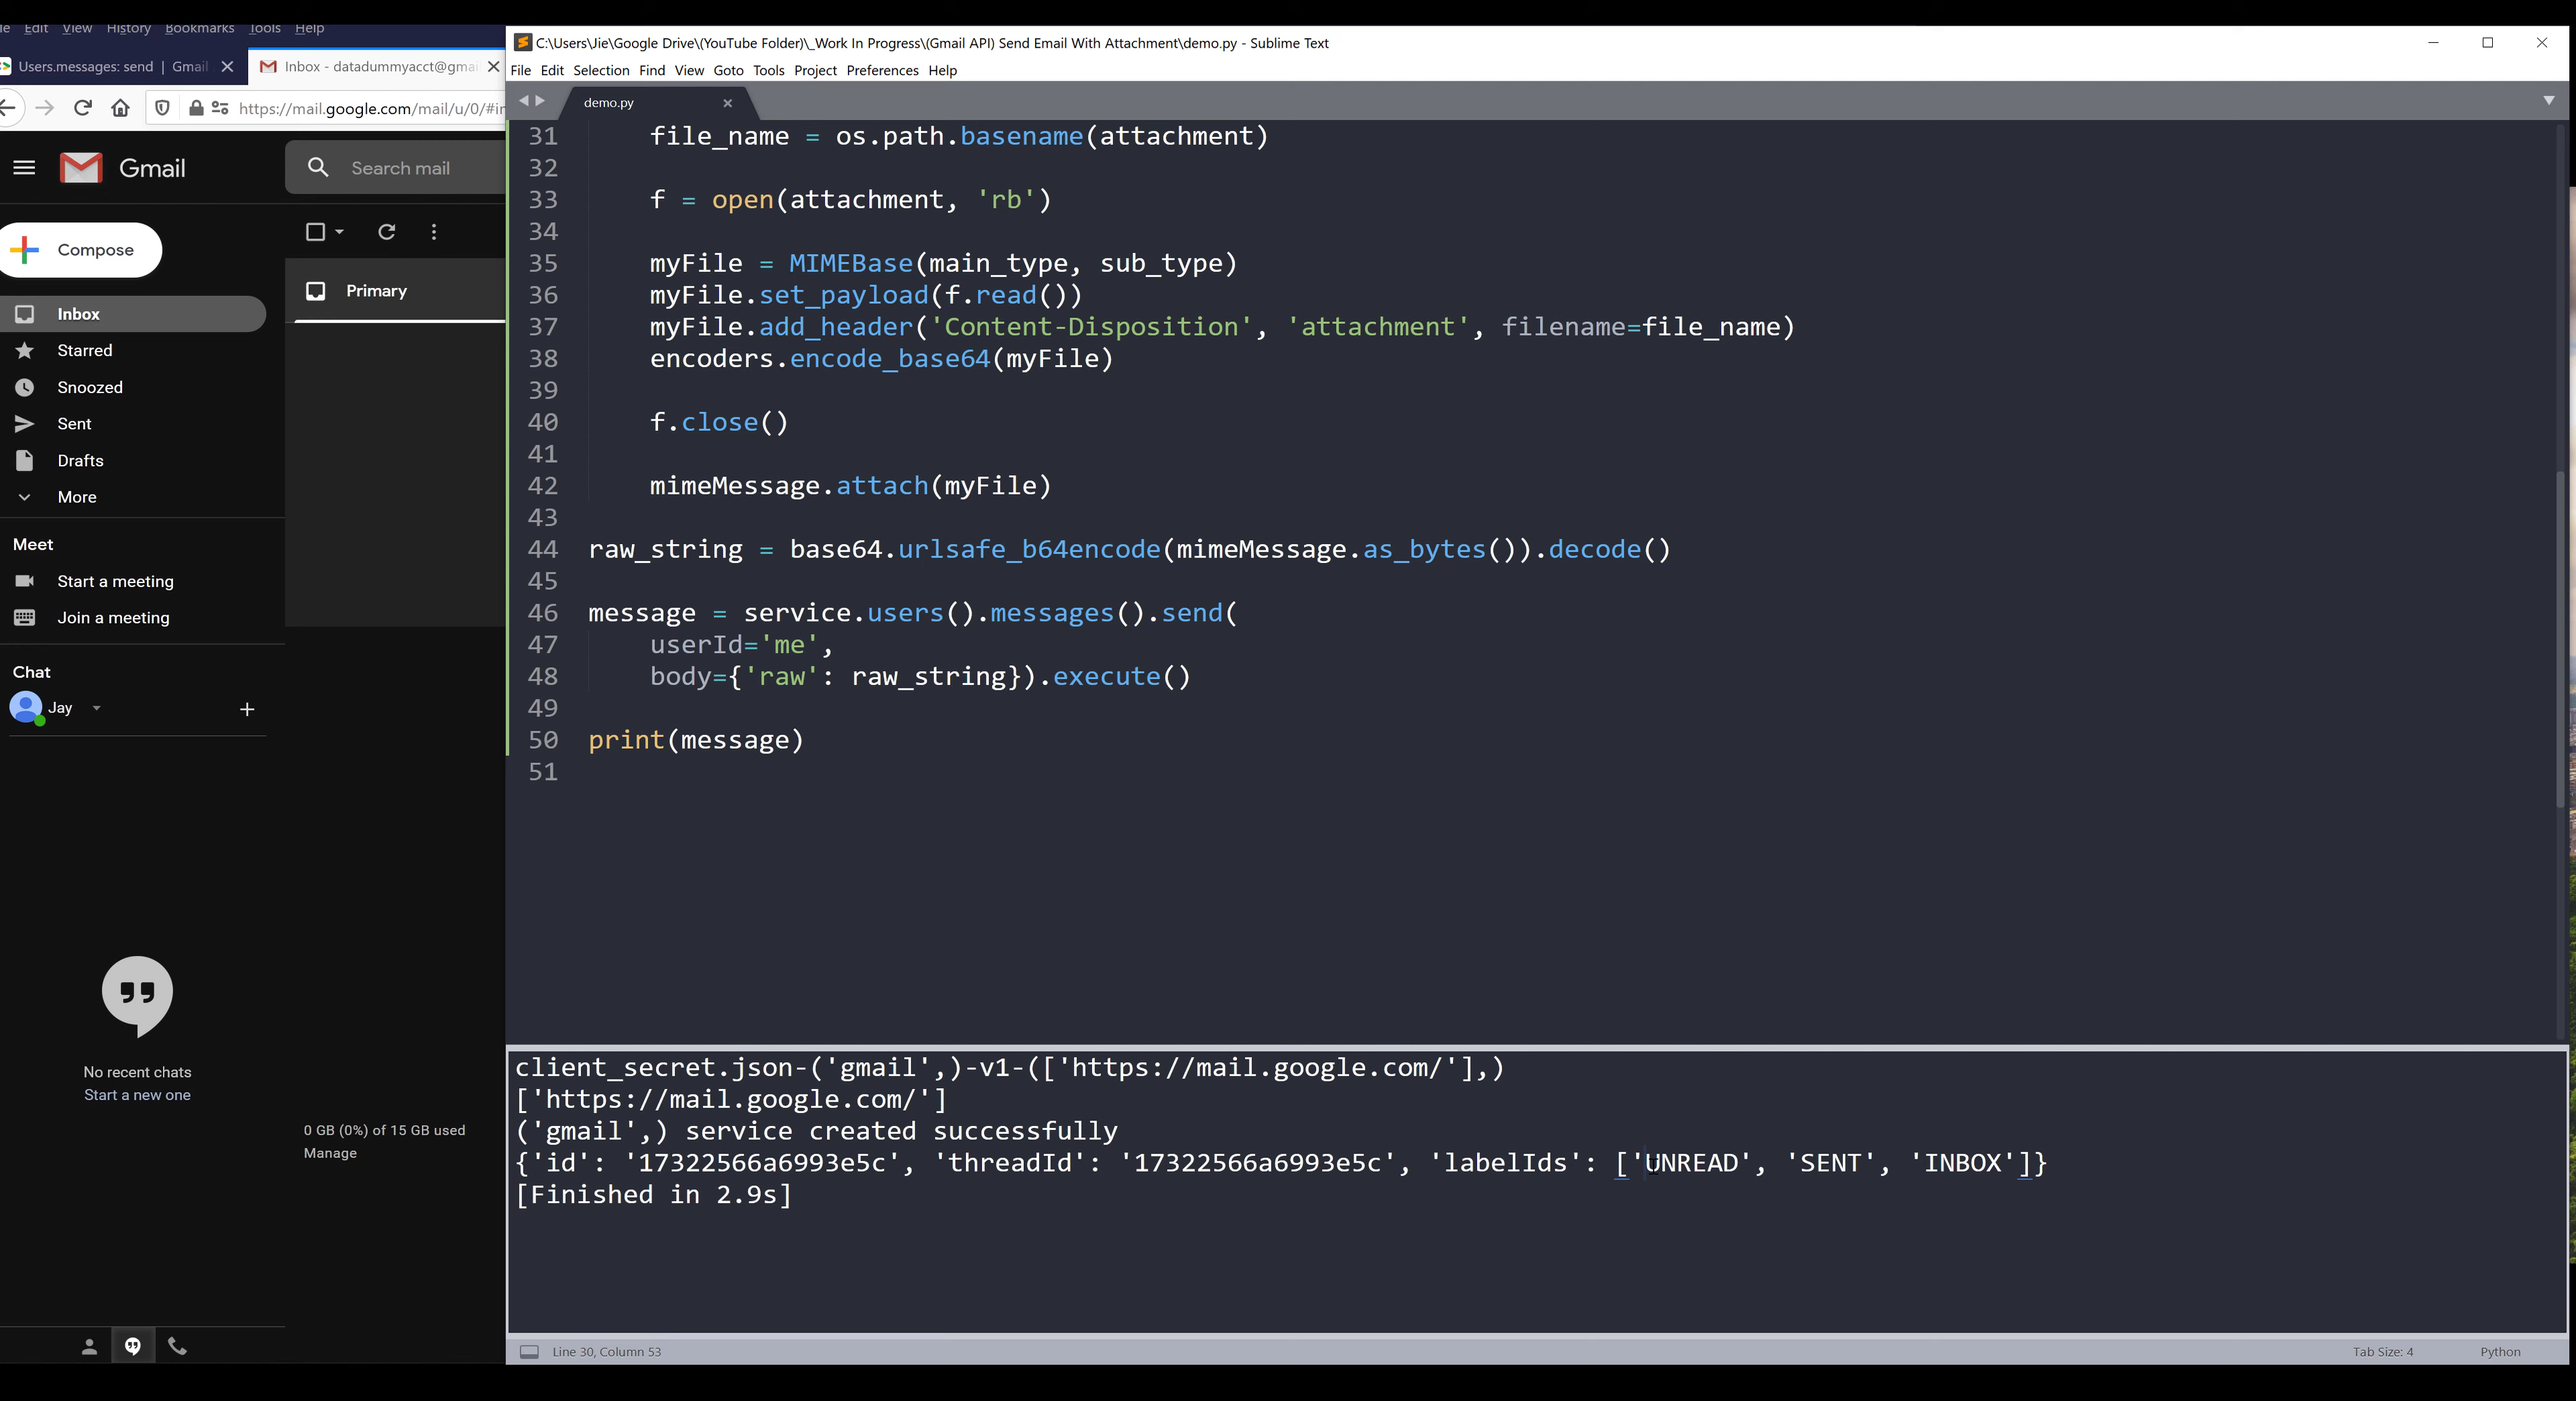 le Edit View History Bookmarks Tools Help
Users.messages: send | Gmail
Inbox - datadummyacct@gmai
https://mail.google.com/mail/u/0/#in
Gmail
Search mail
Compose
Primary
Inbox
Starred
Snoozed
Sent
Drafts
More
Meet
Start a meeting
Join a meeting
Chat
Jay
No recent chats
Start a new one
0 GB (0%) of 15 GB used
Manage
C:\Users\Jie\Google Drive\(YouTube Folder)\_Work In Progress\(Gmail API) Send Email With Attachment\demo.py - Sublime Text
File Edit Selection Find View Goto Tools Project Preferences Help
demo.py
31 file_name = os.path.basename(attachment)
32
33 f = open(attachment, 'rb')
34
35 myFile = MIMEBase(main_type, sub_type)
36 myFile.set_payload(f.read())
37 myFile.add_header('Content-Disposition', 'attachment', filename=file_name)
38 encoders.encode_base64(myFile)
39
40 f.close()
41
42 mimeMessage.attach(myFile)
43
44 raw_string = base64.urlsafe_b64encode(mimeMessage.as_bytes()).decode()
45
46 message = service.users().messages().send(
47 userId='me',
48 body={'raw': raw_string}).execute()
49
50 print(message)
51
client_secret.json-('gmail',)-v1-(['https://mail.google.com/'],)
['https://mail.google.com/']
('gmail',) service created successfully
{'id': '17322566a6993e5c', 'threadId': '17322566a6993e5c', 'labelIds': ['UNREAD', 'SENT', 'INBOX']}
[Finished in 2.9s]
Line 30, Column 53
Tab Size: 4
Python